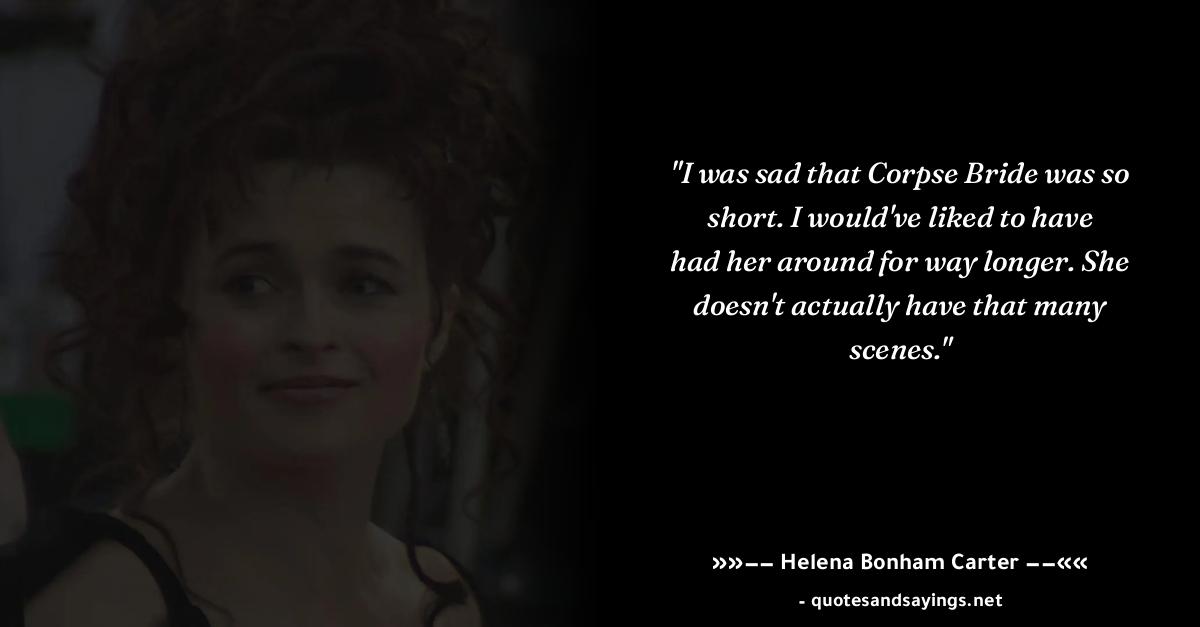 "I was sad that Corpse Bride was so
short. I would've liked to have
had her around for way longer. She
doesn't actually have that many
scenes."
»»−− Helena Bonham Carter −−««
- quotesandsayings.net